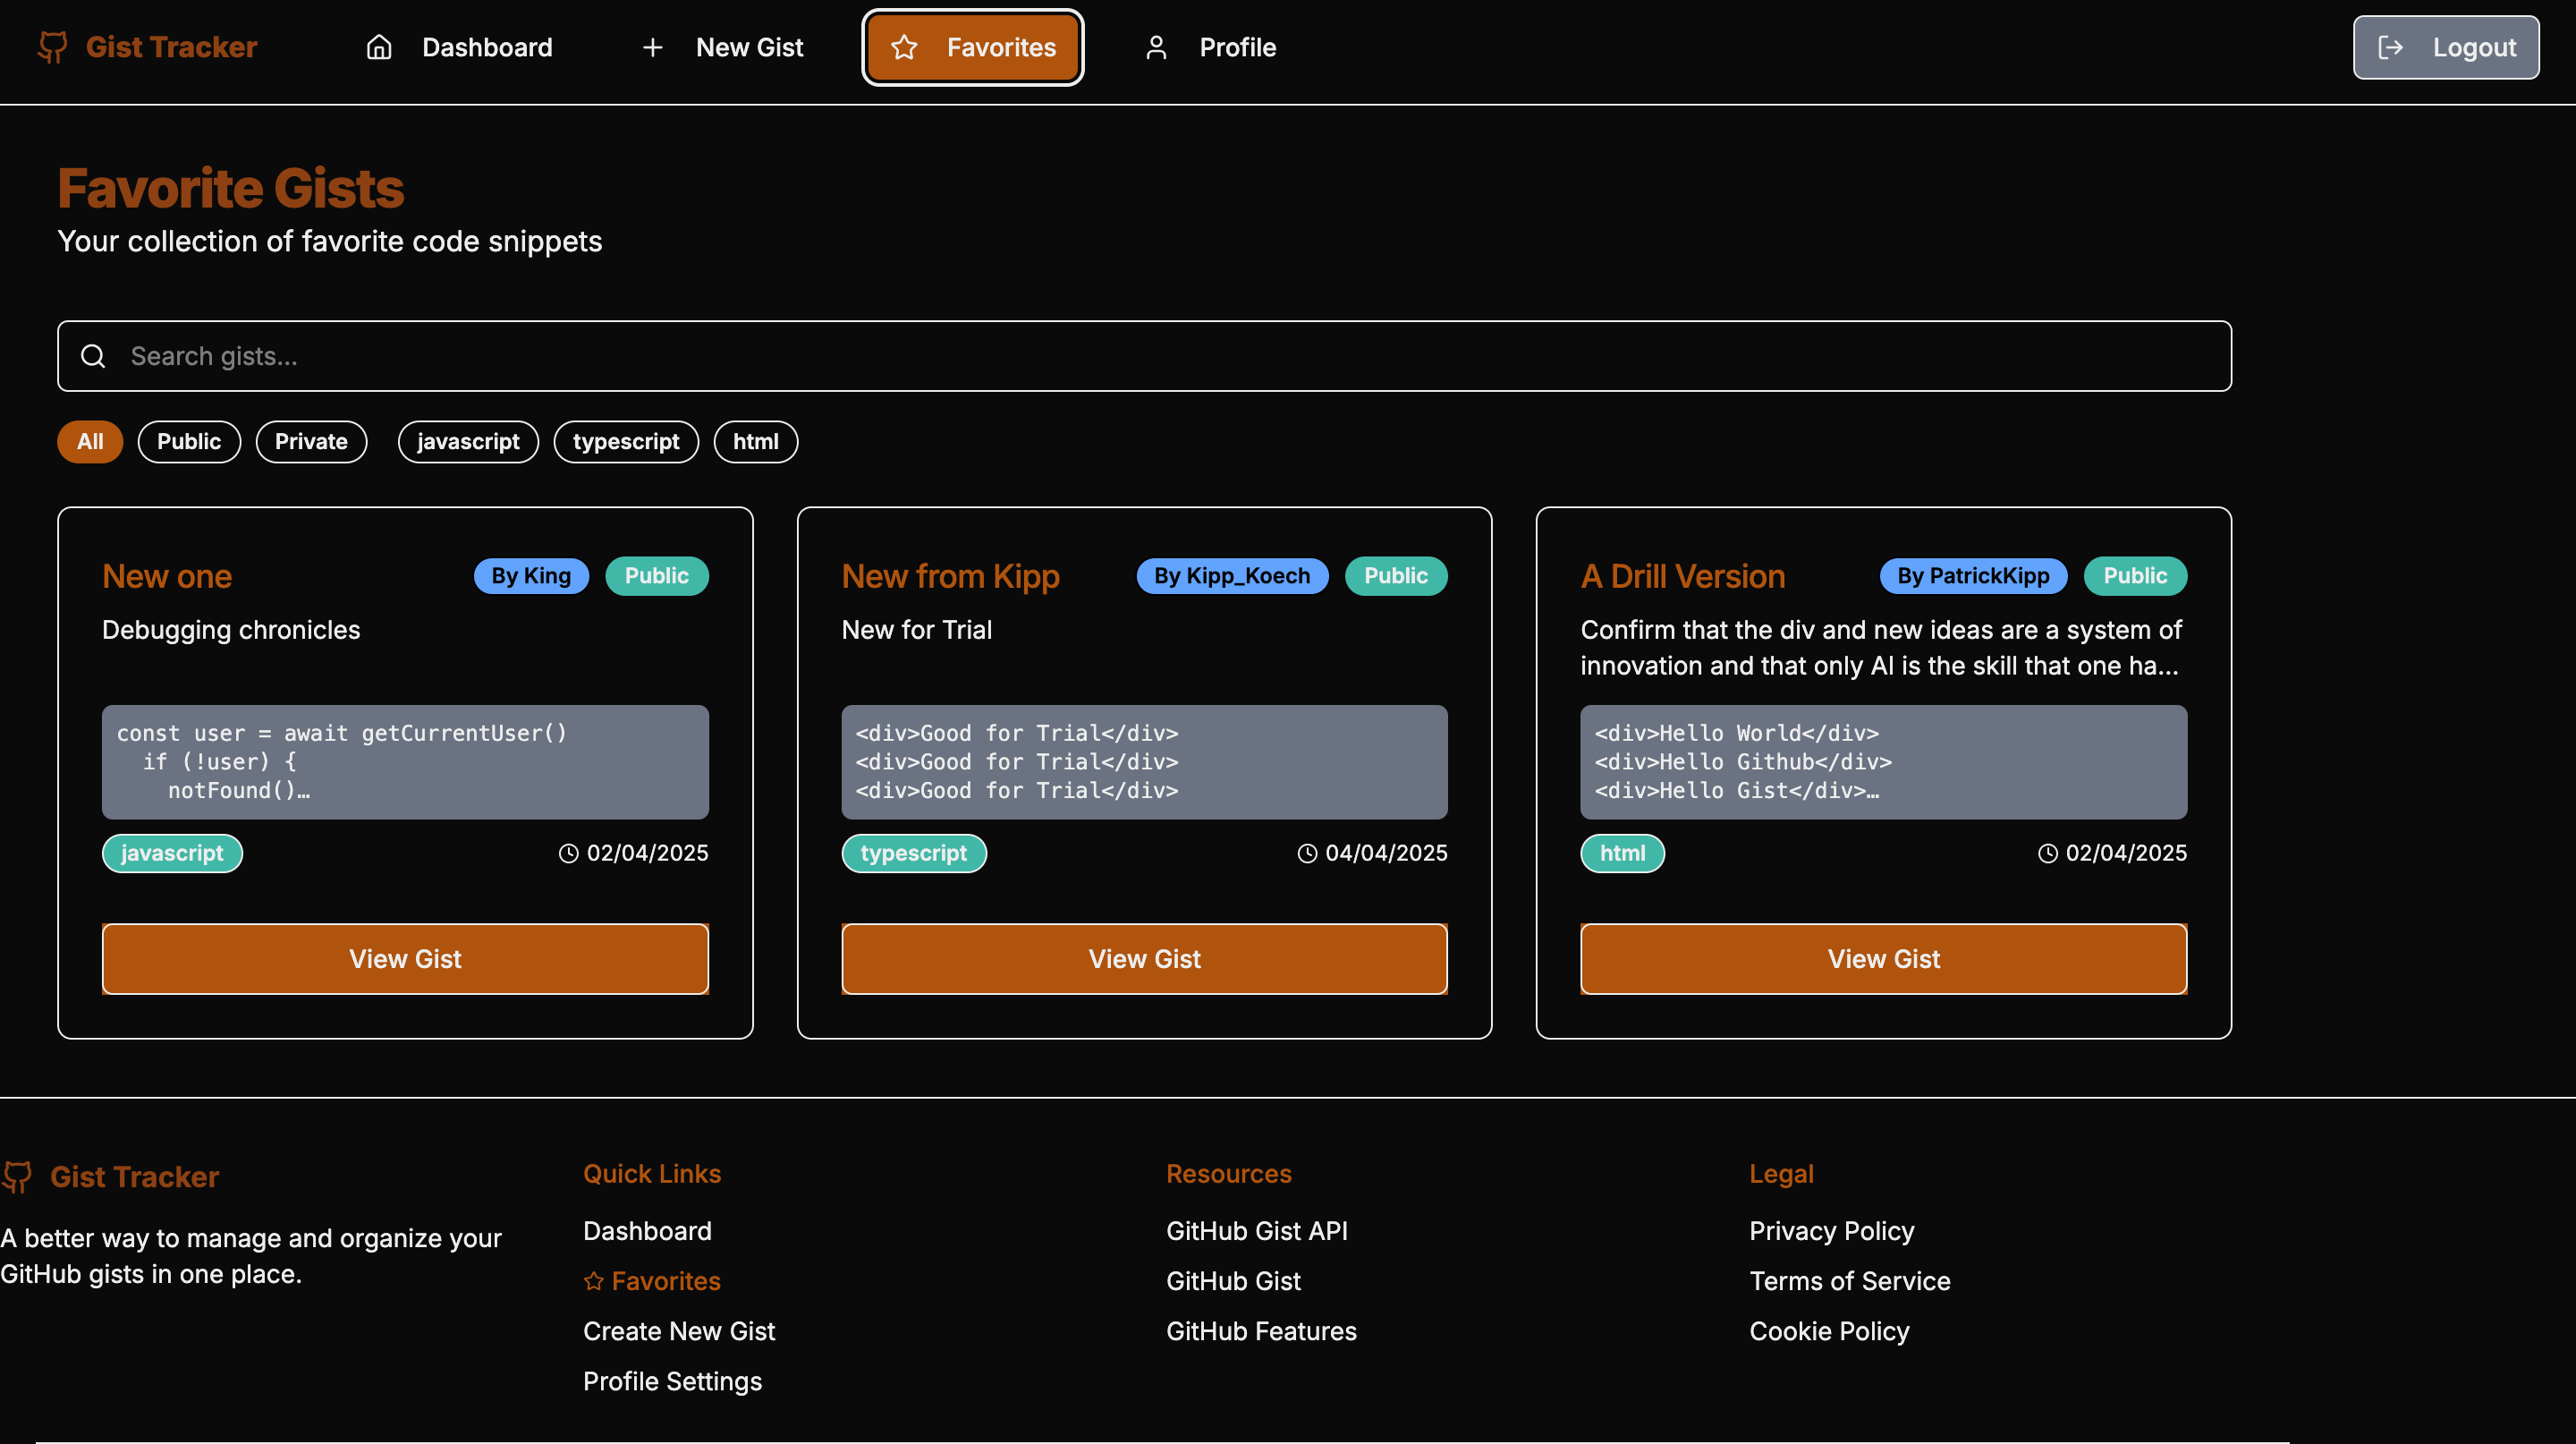 Gist Tracker
Dashboard
New Gist
Favorites
Profile
Logout
Favorite Gists
Your collection of favorite code snippets
Search gists...
All
Public
Private
javascript
typescript
html
New one
By King
Public
Debugging chronicles
const user = await getCurrentUser()
if (!user) {
notFound()…
javascript
02/04/2025
View Gist
New from Kipp
By Kipp_Koech
Public
New for Trial
<div>Good for Trial</div>
<div>Good for Trial</div>
<div>Good for Trial</div>
typescript
04/04/2025
View Gist
A Drill Version
By PatrickKipp
Public
Confirm that the div and new ideas are a system of
innovation and that only AI is the skill that one ha...
<div>Hello World</div>
<div>Hello Github</div>
<div>Hello Gist</div>…
html
02/04/2025
View Gist
Gist Tracker
A better way to manage and organize your
GitHub gists in one place.
Quick Links
Dashboard
Favorites
Create New Gist
Profile Settings
Resources
GitHub Gist API
GitHub Gist
GitHub Features
Legal
Privacy Policy
Terms of Service
Cookie Policy